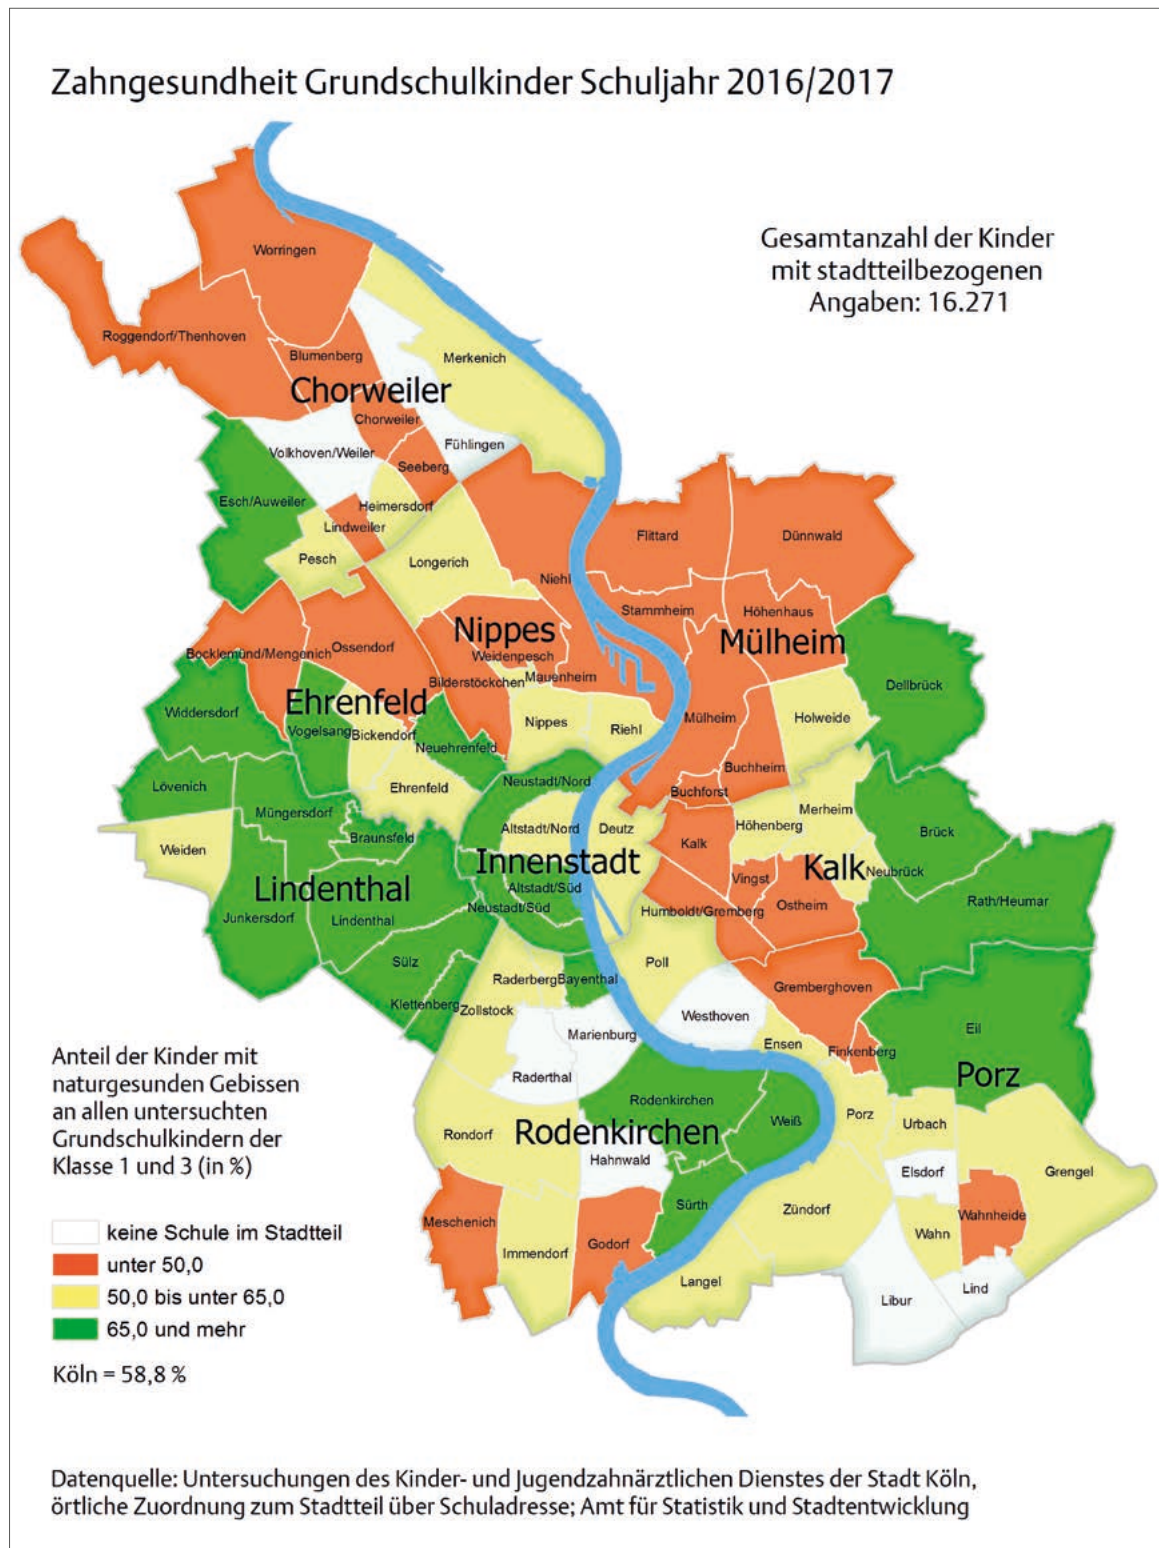 Zahngesundheit Grundschulkinder Schuljahr 2016/2017
Gesamtanzahl der Kinder
mit stadtteilbezogenen
Angaben: 16.271
Worringen
Roggendorf/Thenhoven
Blumenberg
Merkenich
Chorweiler
Chorweiler
Fühlingen
Volkhoven/Weiler
Seeberg
Esch/Auweiler
Heimersdorf
Lindweiler
Pesch
Longerich
Niehl
Flittard
Dünnwald
Stammheim
Höhenhaus
Nippes
Mülheim
Weidenpesch
Bocklemünd/Mengenich
Ossendorf
Bilderstöckchen
Mauenheim
Dellbrück
Ehrenfeld
Widdersdorf
Vogelsang
Bickendorf
Neuehrenfeld
Nippes
Riehl
Mülheim
Holweide
Buchheim
Lövenich
Ehrenfeld
Neustadt/Nord
Buchforst
Müngersdorf
Braunsfeld
Altstadt/Nord
Deutz
Höhenberg
Merheim
Brück
Weiden
Innenstadt
Kalk
Kalk
Neubrück
Vingst
Lindenthal
Altstadt/Süd
Neustadt/Süd
Humboldt/Gremberg
Ostheim
Rath/Heumar
Junkersdorf
Lindenthal
Sülz
Raderberg
Bayenthal
Poll
Gremberghoven
Klettenberg
Zollstock
Westhoven
Marienburg
Ensen
Eil
Finkenberg
Raderthal
Porz
Rodenkirchen
Weiß
Porz
Urbach
Rondorf
Rodenkirchen
Hahnwald
Elsdorf
Grengel
Sürth
Zündorf
Meschenich
Wahnheide
Immendorf
Godorf
Wahn
Langel
Libur
Lind
Anteil der Kinder mit
naturgesunden Gebissen
an allen untersuchten
Grundschulkindern der
Klasse 1 und 3 (in %)
keine Schule im Stadtteil
unter 50,0
50,0 bis unter 65,0
65,0 und mehr
Köln = 58,8 %
Datenquelle: Untersuchungen des Kinder- und Jugendzahnärztlichen Dienstes der Stadt Köln,
örtliche Zuordnung zum Stadtteil über Schuladresse; Amt für Statistik und Stadtentwicklung